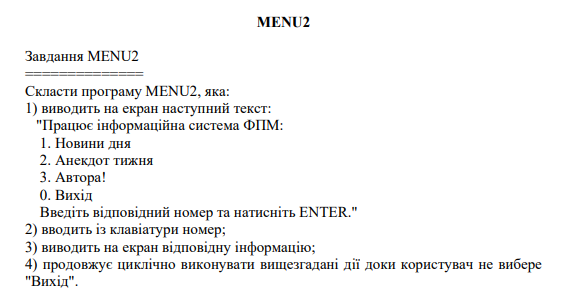 MENU2
Завдання MENU2
==============
Скласти програму MENU2, яка:
1) виводить на екран наступний текст:
"Працює інформаційна система ФПМ:
1. Новини дня
2. Анекдот тижня
3. Автора!
0. Вихід
Введіть відповідний номер та натисніть ENTER."
2) вводить із клавіатури номер;
3) виводить на екран відповідну інформацію;
4) продовжує циклічно виконувати вищезгадані дії доки користувач не вибере
"Вихід".